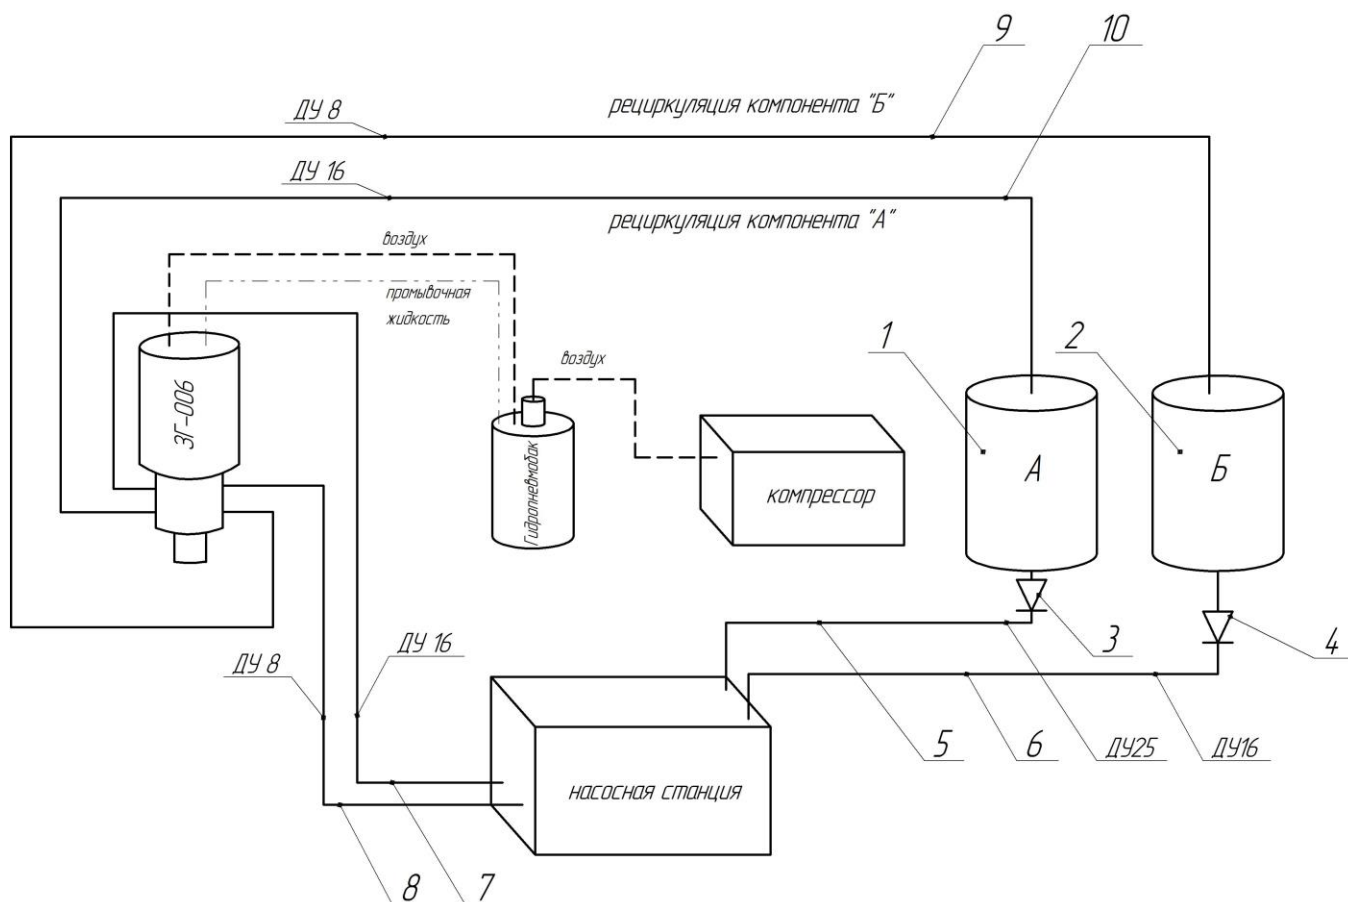 9
10
ДУ 8
рециркуляция компонента "Б"
ДУ 16
рециркуляция компонента "А"
воздух
промывочная
жидкость
1
2
воздух
ЗГ-006
Гидропневмобак
компрессор
А
Б
3
4
ДУ 8
ДУ 16
5
6
ДУ25
ДУ16
насосная станция
8
7